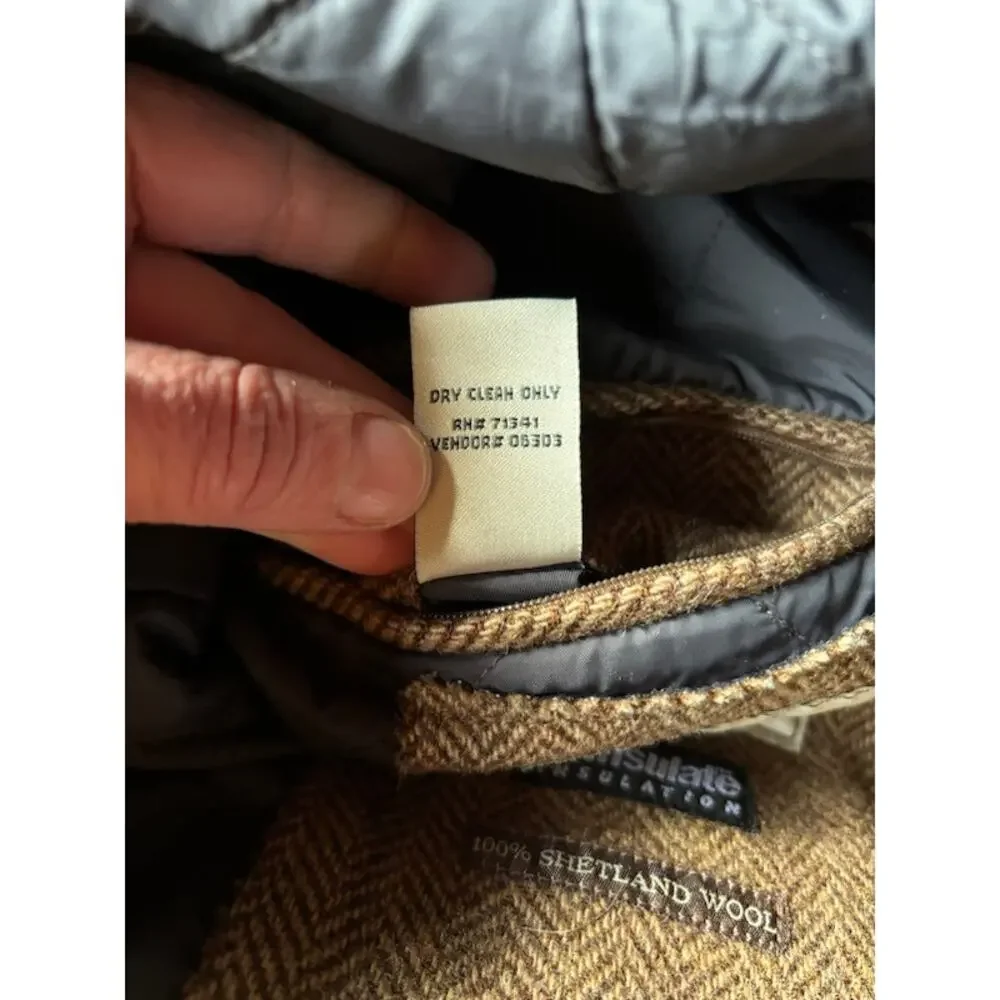 DRY CLEAN ONLY
RN# 71341
VENDOR# 06303
INSULATION
100% SHETLAND WOOL